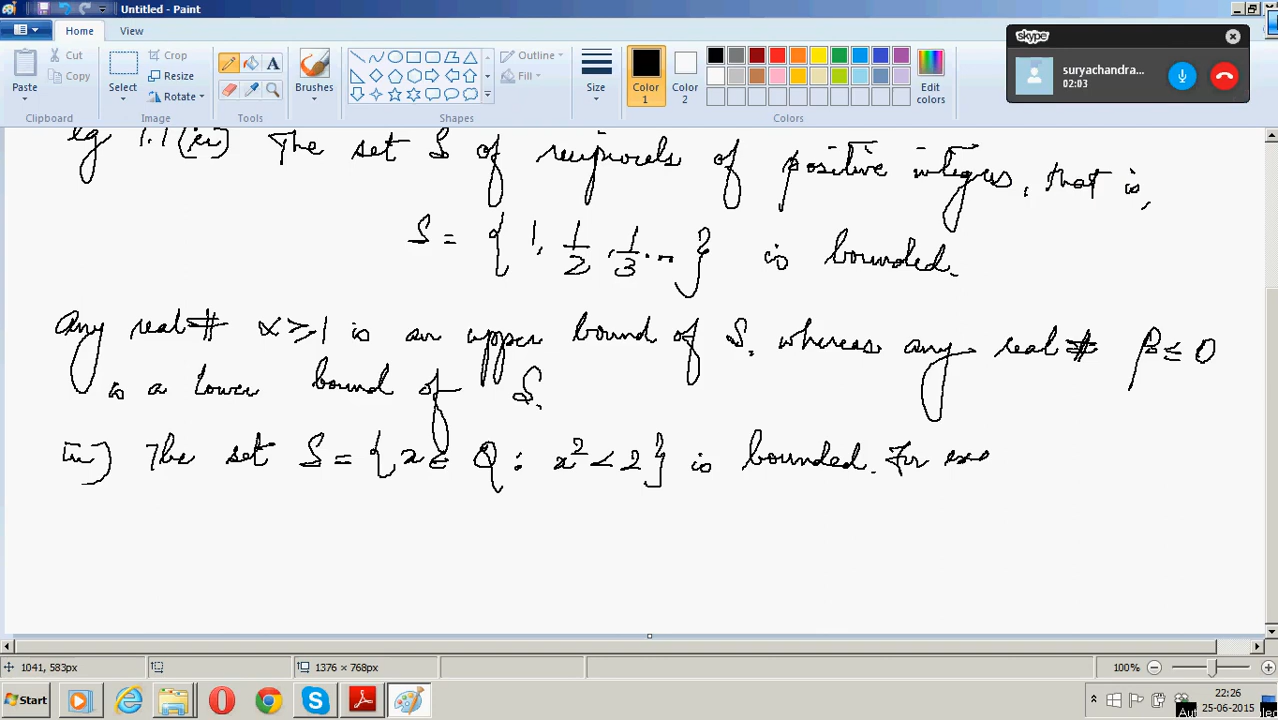 Untitled - Paint
Home View
Cut
Copy
Paste
Clipboard
Select
Crop
Resize
Rotate
Image
Tools
Brushes
Shapes
Outline
Fill
Size
Color 1
Color 2
Edit colors
Colors
skype
suryachandra...
02:03
eg 1.1 The set S of reciprocels of positive integers, that is,
S = { 1, 1/2, 1/3 ... } is bounded.
Any real # α ≥ 1 is an upper bound of S. whereas any real # β ≤ 0
is a lower bound of S.
iii) The set S = {x ∈ Q : x² < 2} is bounded. For exa
1041, 583px
1376 × 768px
100%
Start
22:26
25-06-2015